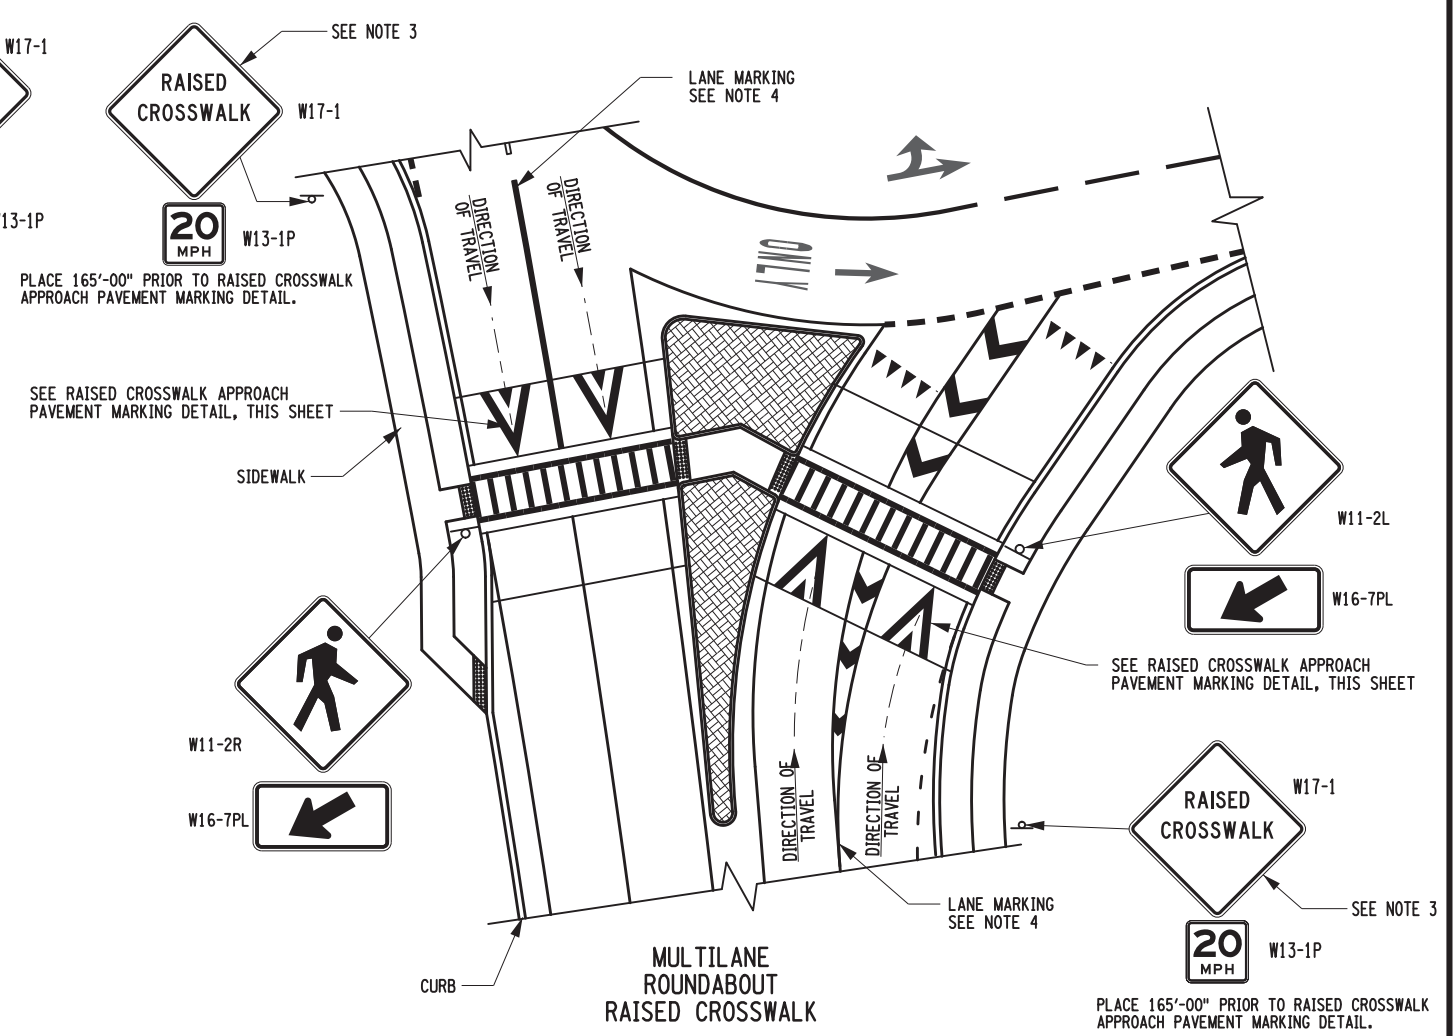 W17-1
13-1P
RAISED
CROSSWALK
SEE NOTE 3
W17-1
20
MPH
W13-1P
PLACE 165'-00" PRIOR TO RAISED CROSSWALK
APPROACH PAVEMENT MARKING DETAIL.
LANE MARKING
SEE NOTE 4
DIRECTION
OF TRAVEL
DIRECTION
OF TRAVEL
ONLY
SEE RAISED CROSSWALK APPROACH
PAVEMENT MARKING DETAIL, THIS SHEET
SIDEWALK
W11-2L
W16-7PL
SEE RAISED CROSSWALK APPROACH
PAVEMENT MARKING DETAIL, THIS SHEET
W11-2R
W16-7PL
DIRECTION OF
TRAVEL
DIRECTION OF
TRAVEL
RAISED
CROSSWALK
W17-1
SEE NOTE 3
20
MPH
W13-1P
PLACE 165'-00" PRIOR TO RAISED CROSSWALK
APPROACH PAVEMENT MARKING DETAIL.
LANE MARKING
SEE NOTE 4
CURB
MULTILANE
ROUNDABOUT
RAISED CROSSWALK